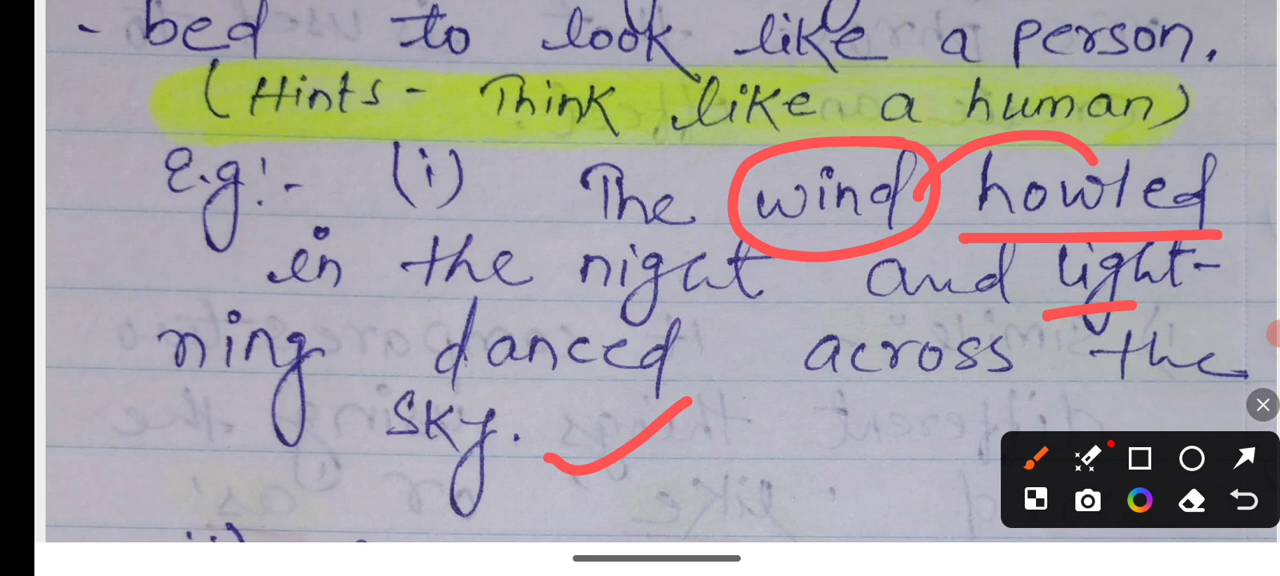 - bed to look like a person.
(Hints - Think like a human)
E.g:- (i) The wind howled
in the night and light-
ning danced across the
sky.